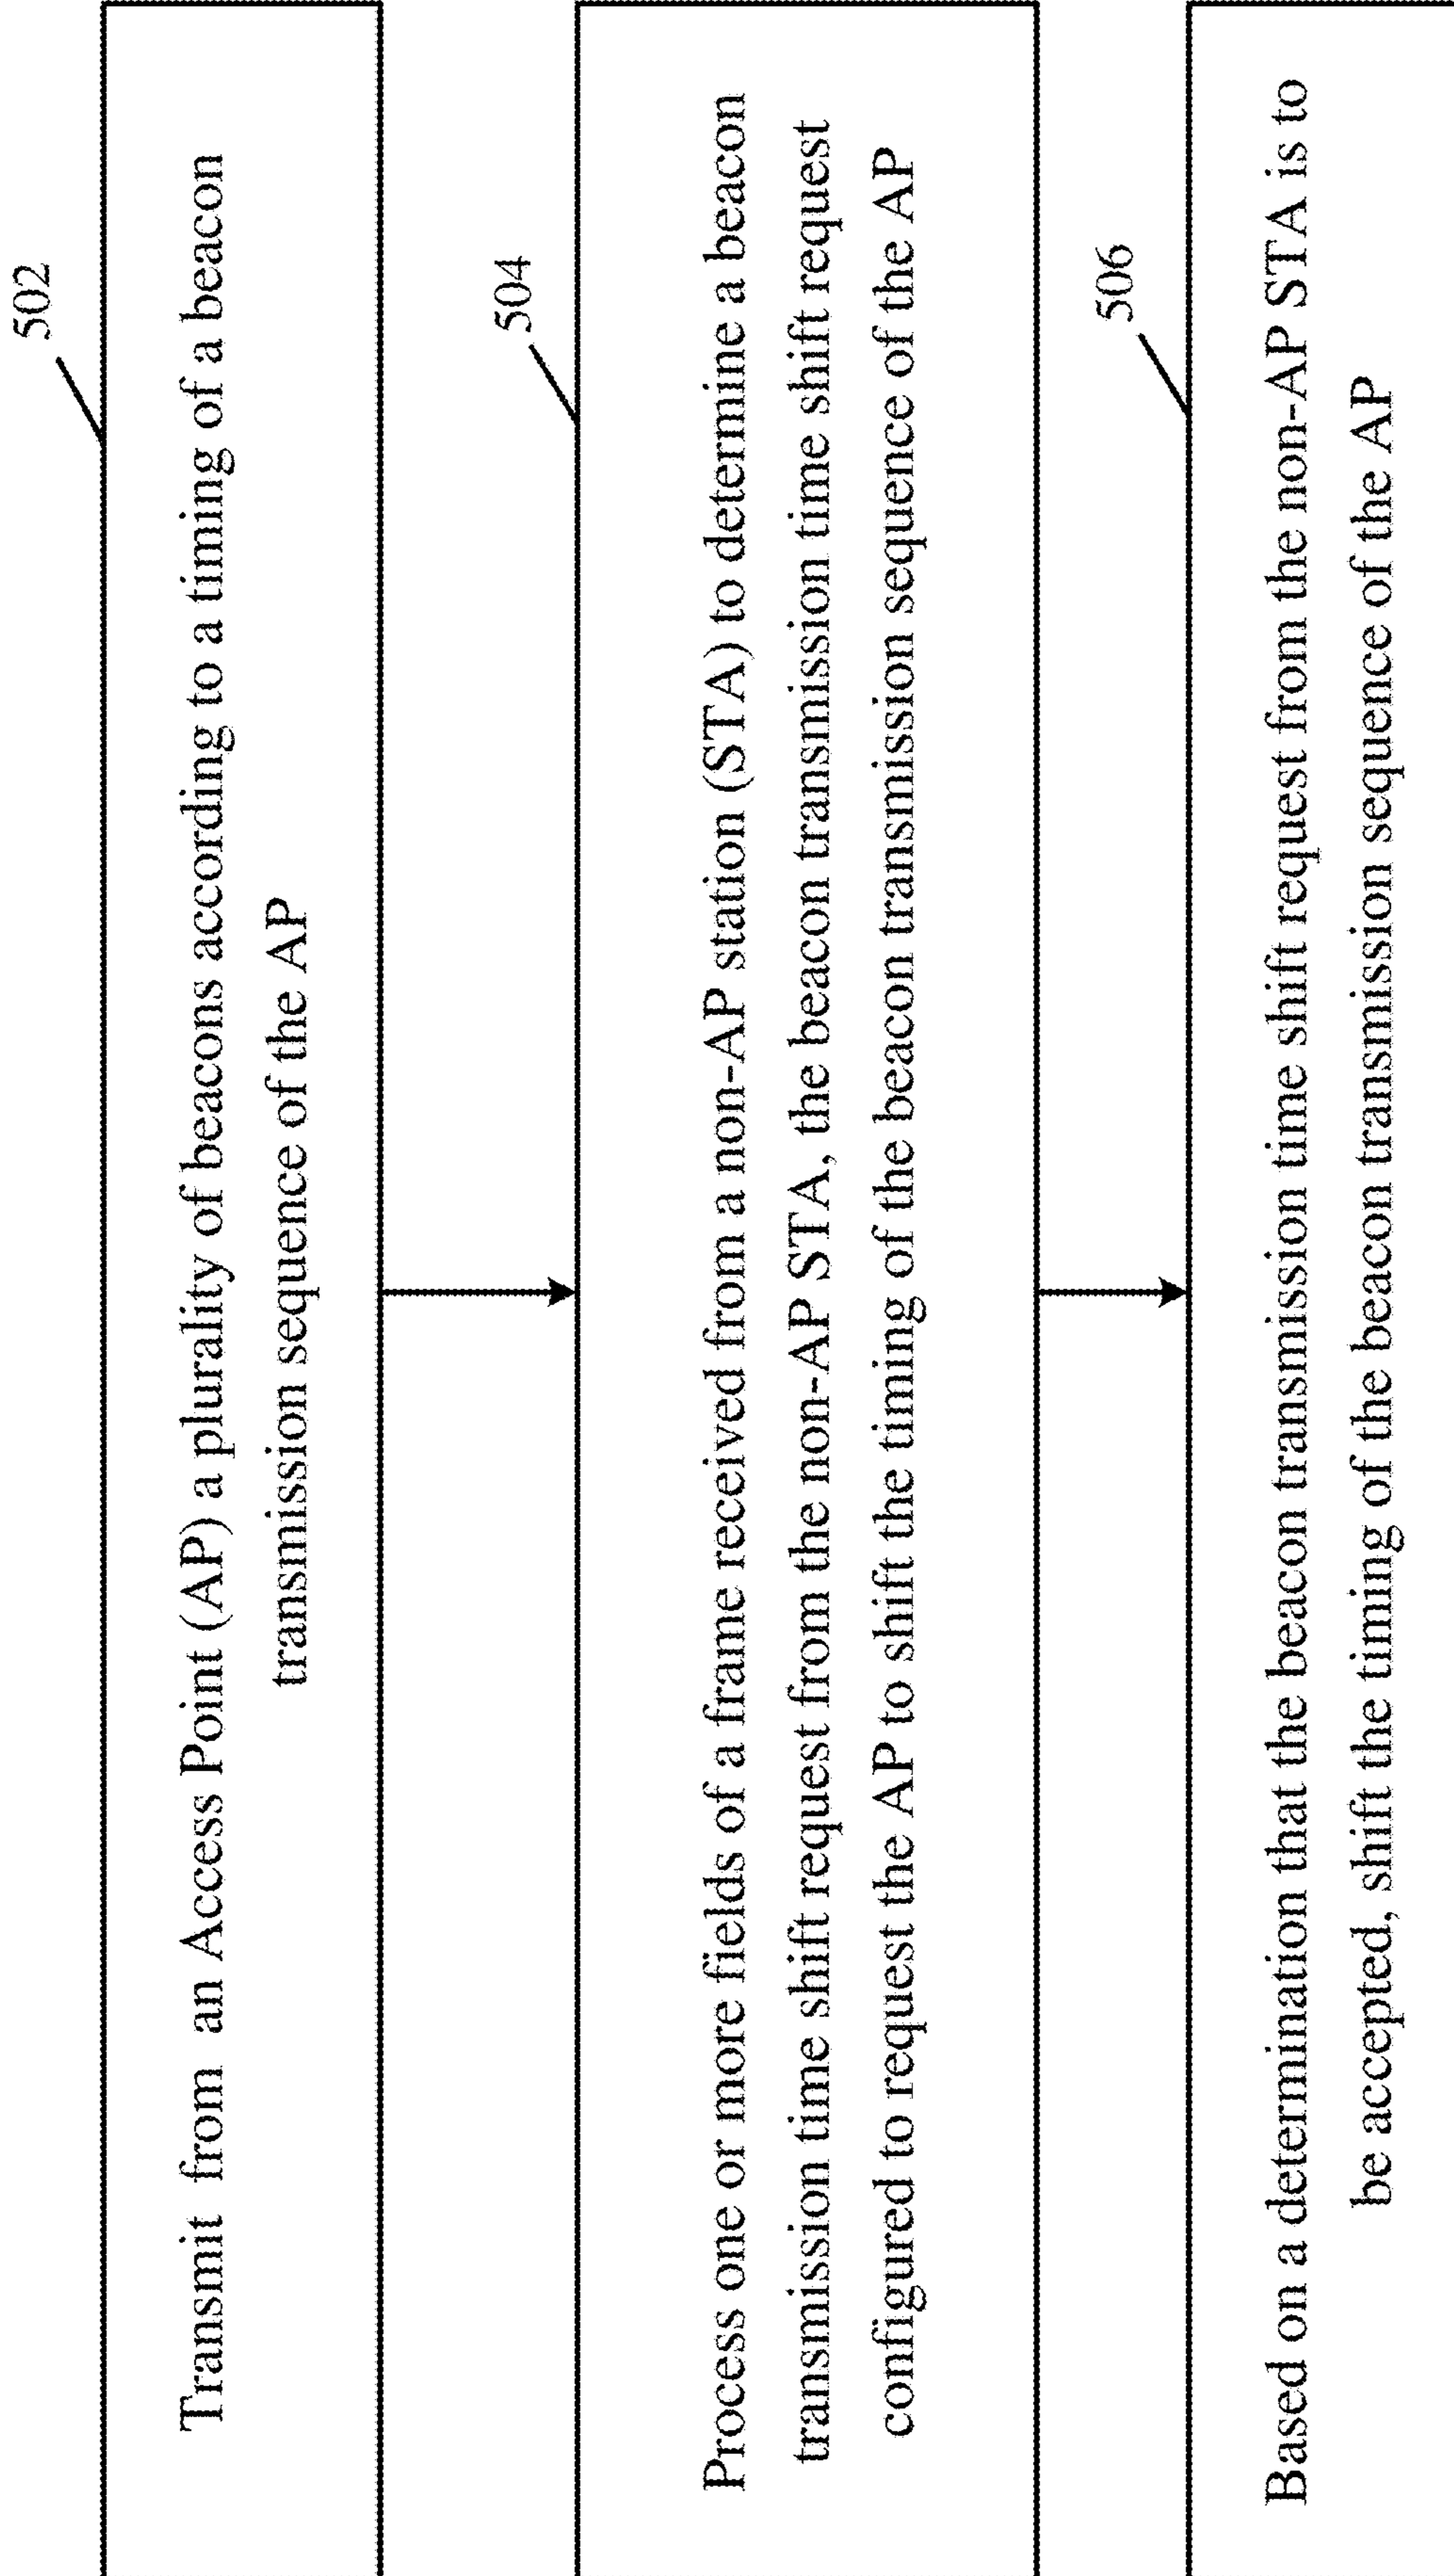 502
Transmit from an Access Point (AP) a plurality of beacons according to a timing of a beacon
transmission sequence of the AP
504
Process one or more fields of a frame received from a non-AP station (STA) to determine a beacon
transmission time shift request from the non-AP STA, the beacon transmission time shift request
configured to request the AP to shift the timing of the beacon transmission sequence of the AP
506
Based on a determination that the beacon transmission time shift request from the non-AP STA is to
be accepted, shift the timing of the beacon transmission sequence of the AP